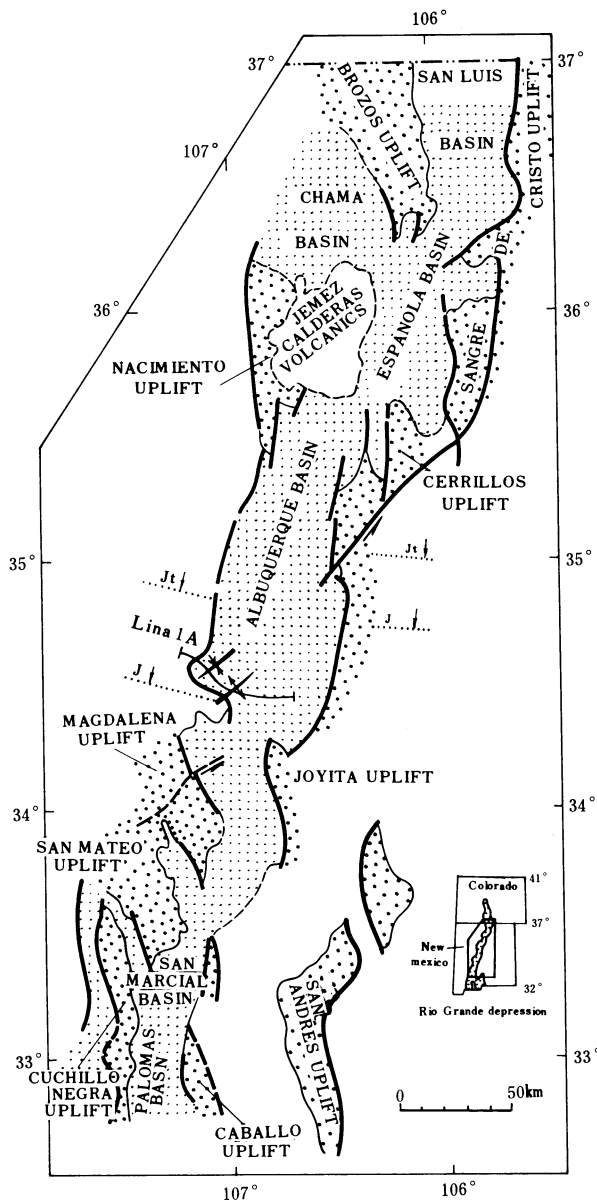 106°
37°
37°
BROZOS UPLIFT
SAN LUIS
BASIN
CRISTO UPLIFT
107°
CHAMA
BASIN
DE
ESPANOLA BASIN
JEMEZ
CALDERAS
VOLCANICS
36°
36°
SANGRE
NACIMIENTO
UPLIFT
CERRILLOS
UPLIFT
ALBUQUERQUE BASIN
35°
35°
Jt
Jt
J
Lina 1A
J
MAGDALENA
UPLIFT
JOYITA UPLIFT
34°
34°
SAN MATEO
UPLIFT
41°
Colorado
37°
New
mexico
32°
Rio Grande depression
SAN
MARCIAL
BASIN
SAN
ANDRES UPLIFT
PALOMAS
BASN
33°
33°
CUCHILLO
NEGRA
UPLIFT
CABALLO
UPLIFT
0 50km
107°
106°